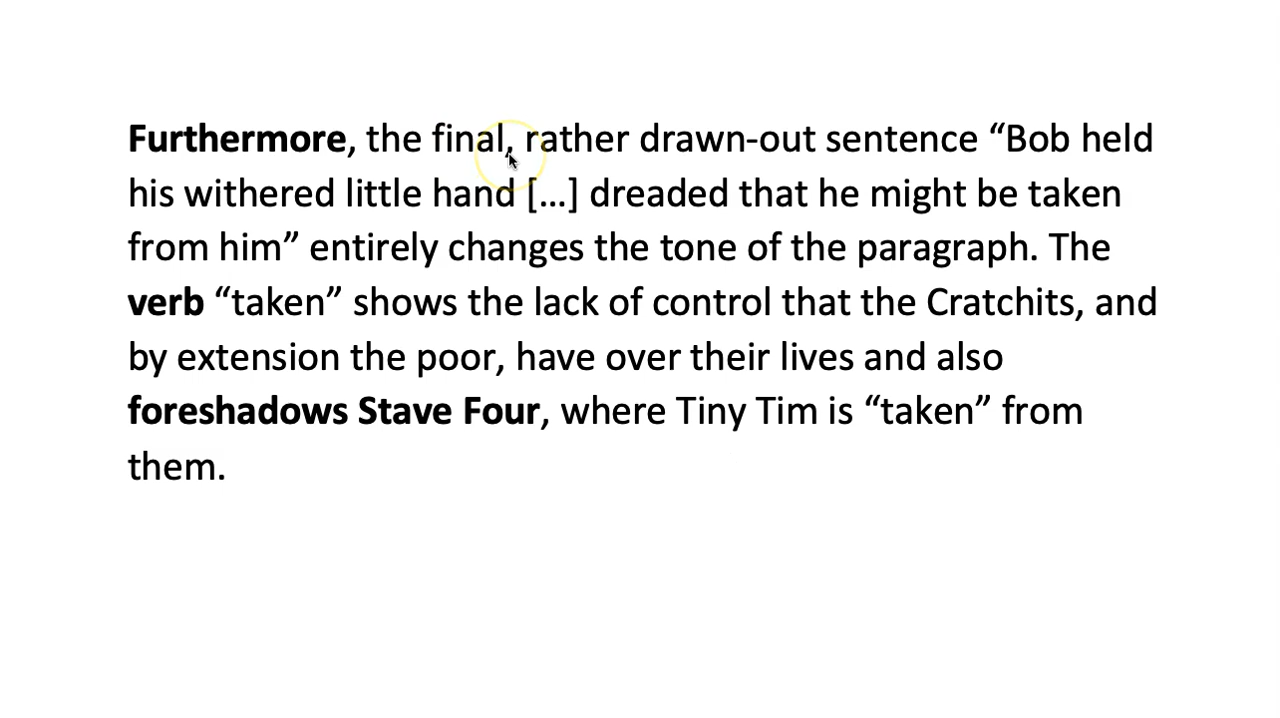 Furthermore, the final, rather drawn-out sentence “Bob held
his withered little hand […] dreaded that he might be taken
from him” entirely changes the tone of the paragraph. The
verb “taken” shows the lack of control that the Cratchits, and
by extension the poor, have over their lives and also
foreshadows Stave Four, where Tiny Tim is “taken” from
them.